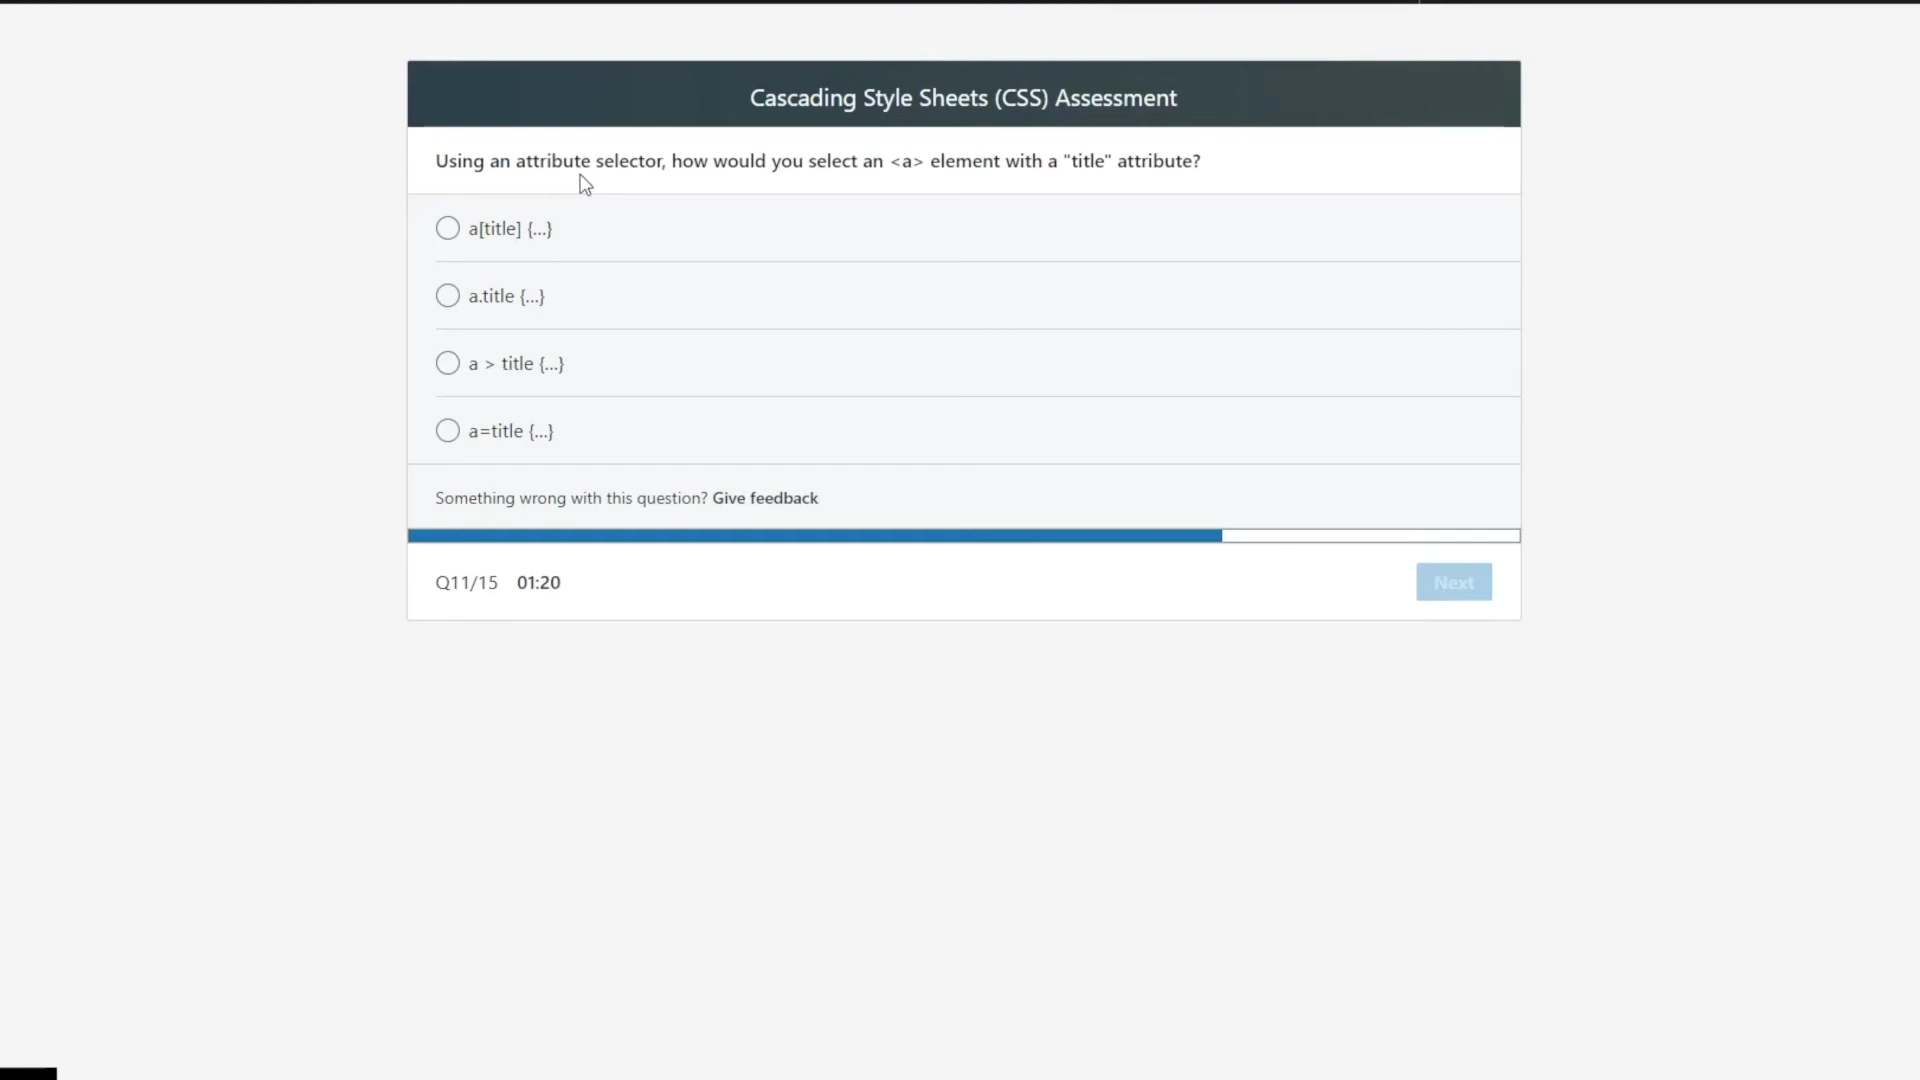 Cascading Style Sheets (CSS) Assessment
Using an attribute selector, how would you select an <a> element with a "title" attribute?
a[title] {...}
a.title {...}
a > title {...}
a=title {...}
Something wrong with this question? Give feedback
Q11/15 01:20
Next